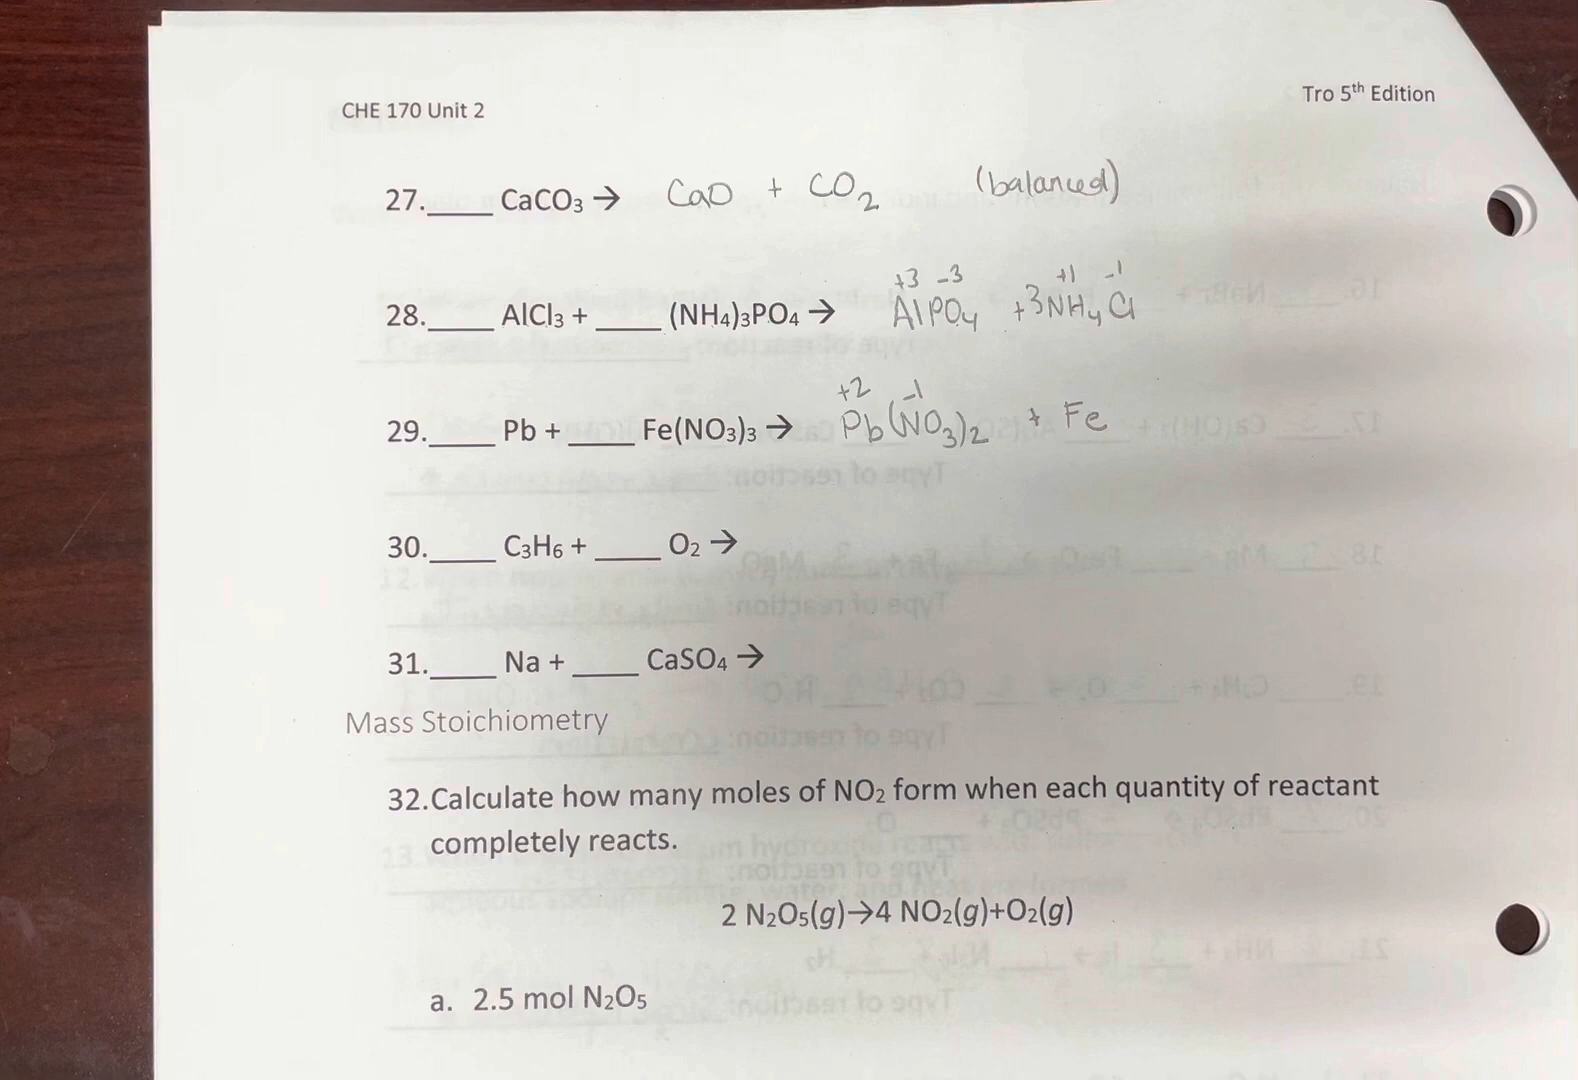 CHE 170 Unit 2
Tro 5th Edition
27.____ CaCO₃ → CaO + CO₂ (balanced)
+3 -3 +1 -1
28.____ AlCl₃ + ____ (NH₄)₃PO₄ → AlPO₄ + 3NH₄Cl
+2 -1
29.____ Pb + ____ Fe(NO₃)₃ → Pb(NO₃)₂ + Fe
30.____ C₃H₆ + ____ O₂ →
31.____ Na + ____ CaSO₄ →
Mass Stoichiometry
32.Calculate how many moles of NO₂ form when each quantity of reactant
completely reacts.
2 N₂O₅(g)→4 NO₂(g)+O₂(g)
a. 2.5 mol N₂O₅